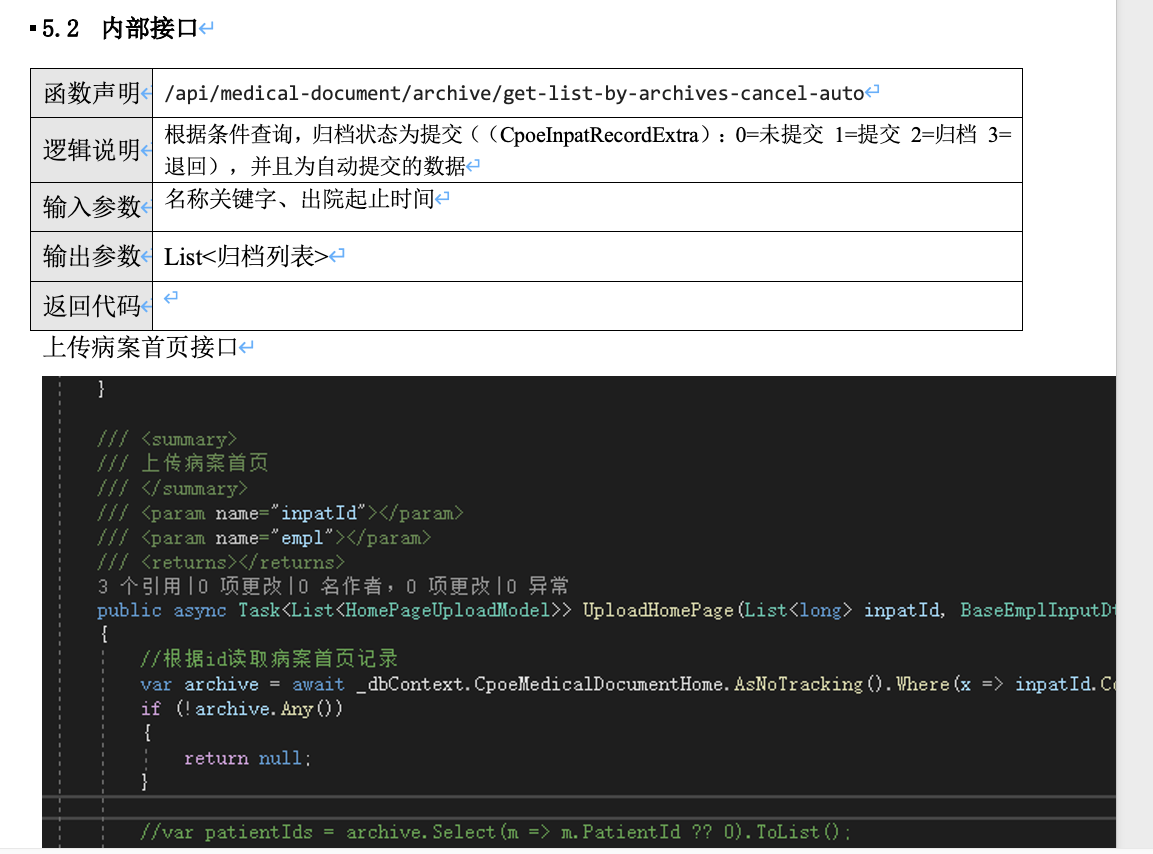 5.2 内部接口
函数声明 /api/medical-document/archive/get-list-by-archives-cancel-auto
逻辑说明 根据条件查询，归档状态为提交（（CpoeInpatRecordExtra）：0=未提交 1=提交 2=归档 3=
退回），并且为自动提交的数据
输入参数 名称关键字、出院起止时间
输出参数 List<归档列表>
返回代码
上传病案首页接口
}
/// <summary>
/// 上传病案首页
/// </summary>
/// <param name="inpatId"></param>
/// <param name="empl"></param>
/// <returns></returns>
3 个引用|0 项更改|0 名作者，0 项更改|0 异常
public async Task<List<HomePageUploadModel>> UploadHomePage(List<long> inpatId, BaseEmplInputD
{
//根据id读取病案首页记录
var archive = await _dbContext.CpoeMedicalDocumentHome.AsNoTracking().Where(x => inpatId.C
if (!archive.Any())
{
return null;
}
//var patientIds = archive.Select(m => m.PatientId ?? 0).ToList();